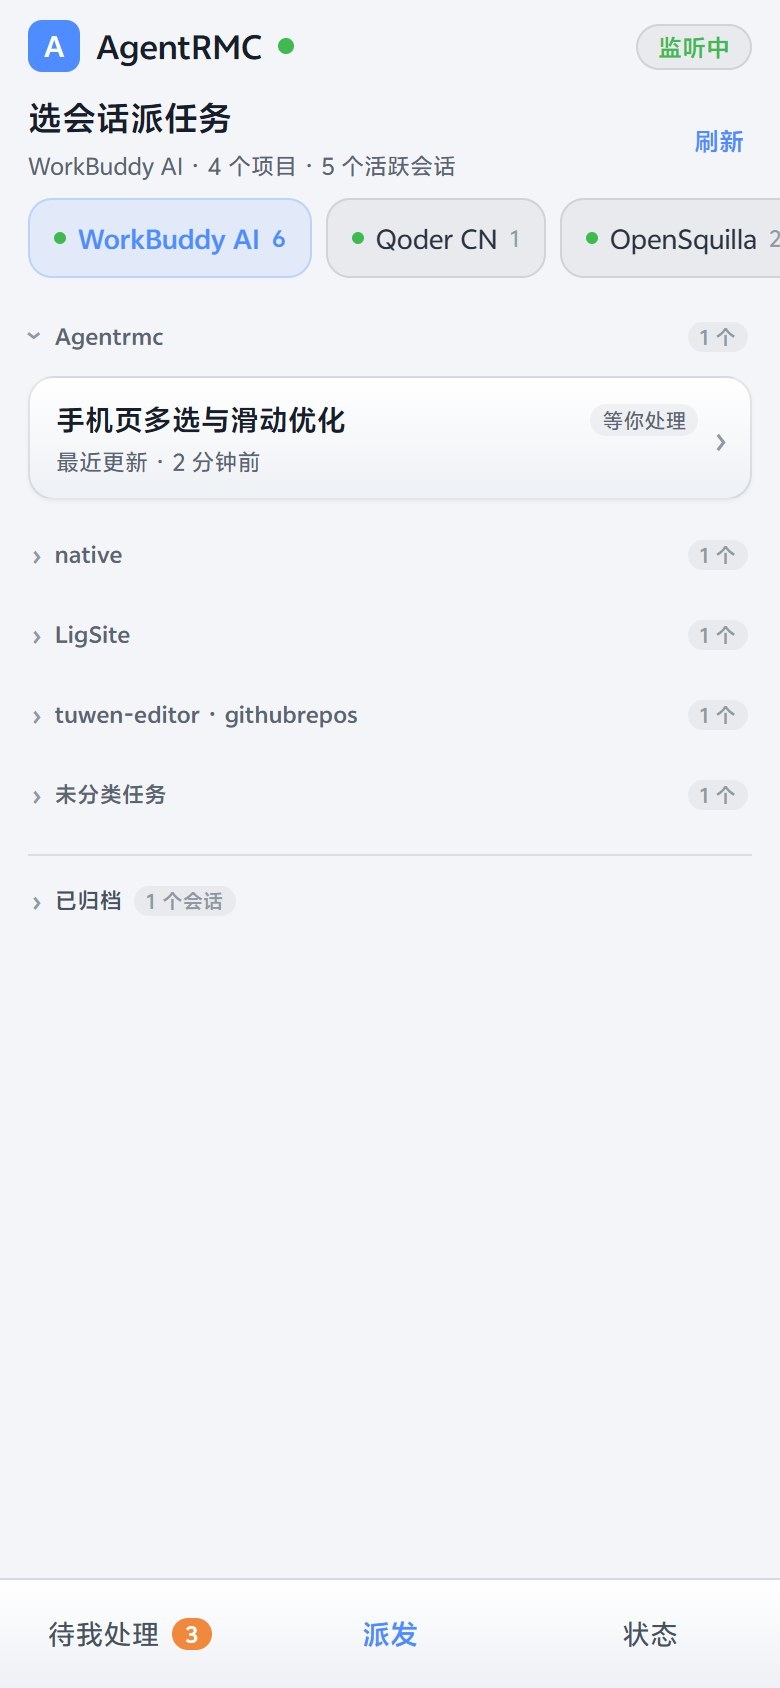 A AgentRMC 监听中
选会话派任务
刷新
WorkBuddy AI · 4 个项目 · 5 个活跃会话
WorkBuddy AI 6 Qoder CN 1 OpenSquilla 2
Agentrmc 1 个
手机页多选与滑动优化 等你处理
最近更新 · 2 分钟前
native 1 个
LigSite 1 个
tuwen-editor · githubrepos 1 个
未分类任务 1 个
已归档 1 个会话
待我处理 3 派发 状态